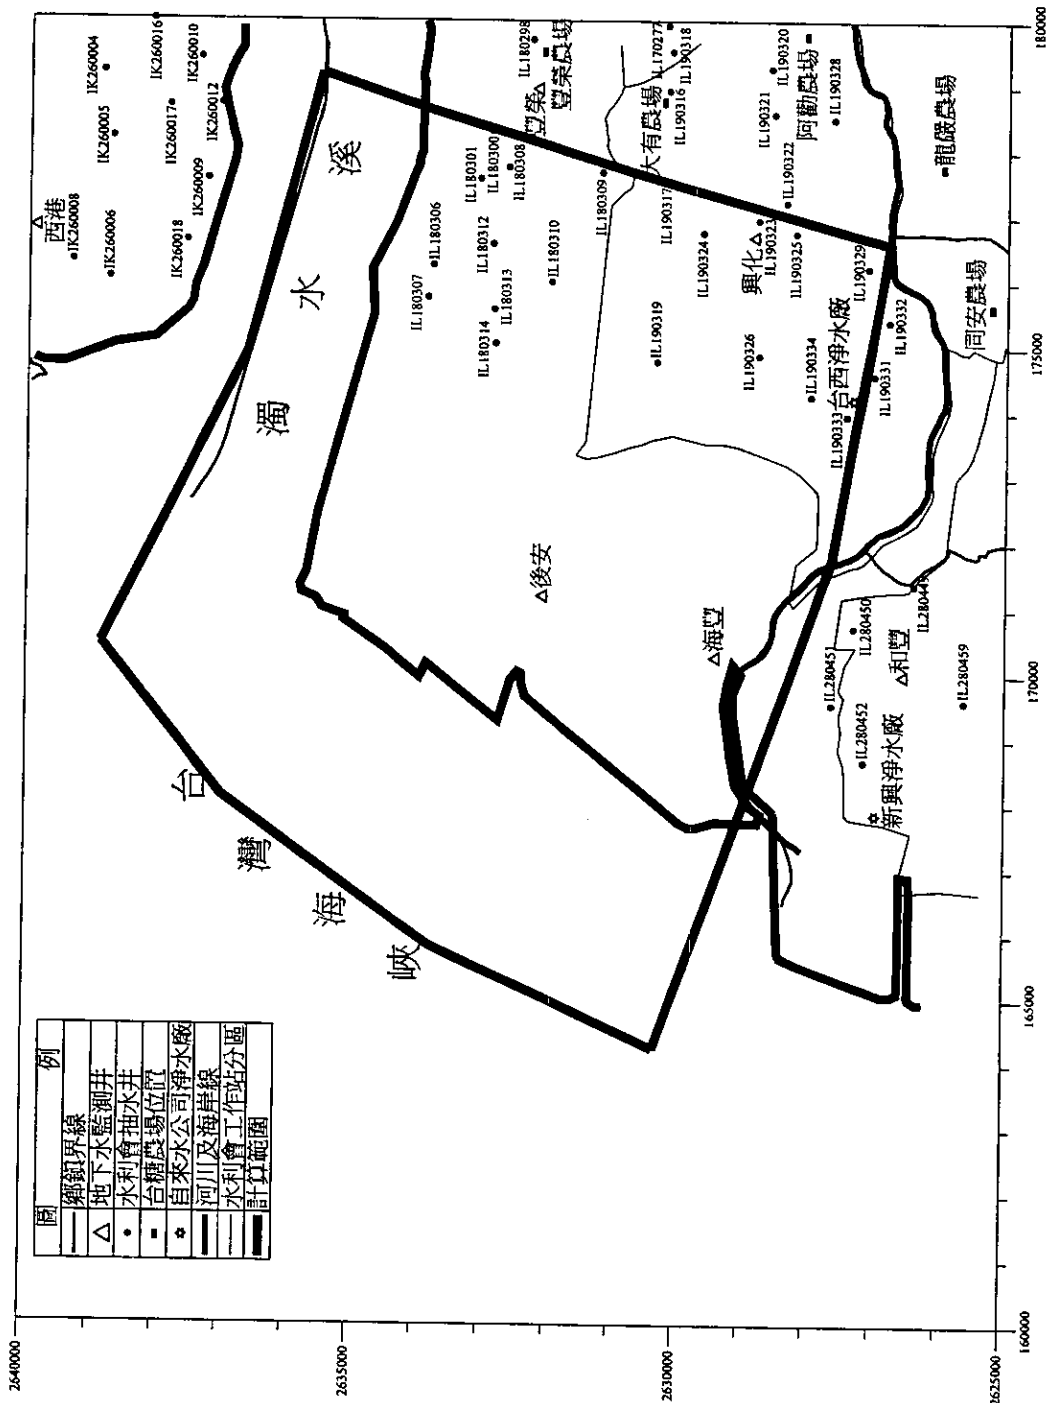 2640000
2635000
2630000
2625000
160000
165000
170000
175000
180000
圖 例
鄉鎮界線
地下水監測井
水利會抽水井
台糖農場位置
自來水公司淨水廠
河川及海岸線
水利會工作站分區
計算範圍
台灣海峽
濁水溪
西港
IK260004
IK260005
IK260006
IK260008
IK260009
IK260010
IK260012
IK260016
IK260017
IK260018
IL180298
豐榮
豐榮農場
IL180300
IL180301
IL180306
IL180307
IL180308
IL180309
IL180310
IL180312
IL180313
IL180314
大有農場
IL170277
IL190316
IL190317
IL190318
IL190319
IL190320
IL190321
IL190322
IL190323
IL190324
IL190325
IL190326
IL190328
IL190329
IL190331
IL190332
IL190333
IL190334
阿勸農場
龍巖農場
興化
同安農場
台西淨水廠
後安
海豐
和豐
新興淨水廠
IL280449
IL280450
IL280451
IL280452
IL280459